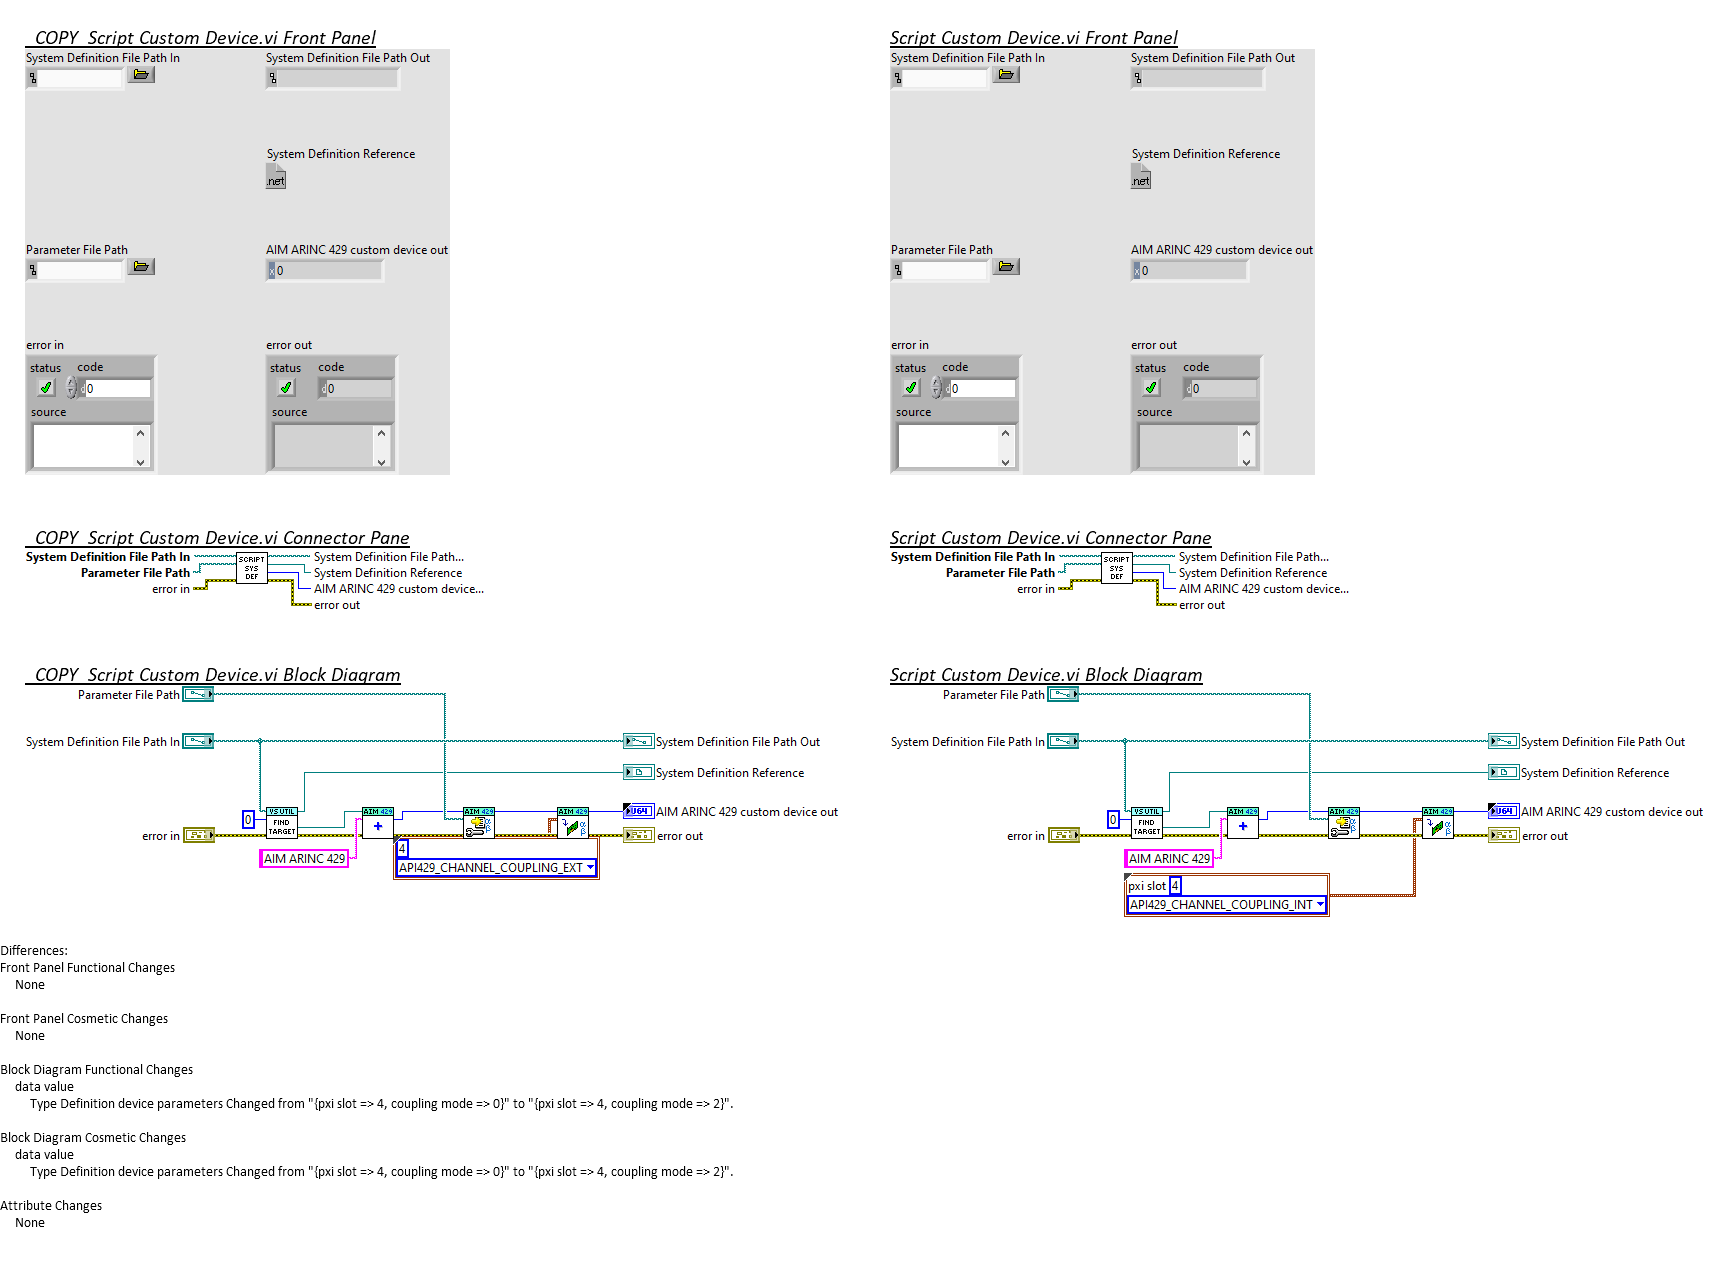 _COPY_Script Custom Device.vi Front Panel
System Definition File Path In
System Definition File Path Out
System Definition Reference
.net
Parameter File Path
AIM ARINC 429 custom device out
x 0
error in
error out
status code
d 0
source
status code
d 0
source
_COPY_Script Custom Device.vi Connector Pane
System Definition File Path In
Parameter File Path
error in
SCRIPT
SYS
DEF
System Definition File Path...
System Definition Reference
AIM ARINC 429 custom device...
error out
_COPY_Script Custom Device.vi Block Diagram
Parameter File Path
System Definition File Path In
System Definition File Path Out
System Definition Reference
0
VS UTIL
FIND
TARGET
AIM 429
+
AIM 429
AIM 429
U64
AIM ARINC 429 custom device out
error in
error out
AIM ARINC 429
4
API429_CHANNEL_COUPLING_EXT
Script Custom Device.vi Front Panel
System Definition File Path In
System Definition File Path Out
System Definition Reference
.net
Parameter File Path
AIM ARINC 429 custom device out
x 0
error in
error out
status code
d 0
source
status code
d 0
source
Script Custom Device.vi Connector Pane
System Definition File Path In
Parameter File Path
error in
SCRIPT
SYS
DEF
System Definition File Path...
System Definition Reference
AIM ARINC 429 custom device...
error out
Script Custom Device.vi Block Diagram
Parameter File Path
System Definition File Path In
System Definition File Path Out
System Definition Reference
0
VS UTIL
FIND
TARGET
AIM 429
+
AIM 429
AIM 429
U64
AIM ARINC 429 custom device out
error in
error out
AIM ARINC 429
pxi slot 4
API429_CHANNEL_COUPLING_INT
Differences:
Front Panel Functional Changes
None
Front Panel Cosmetic Changes
None
Block Diagram Functional Changes
data value
Type Definition device parameters Changed from "{pxi slot => 4, coupling mode => 0}" to "{pxi slot => 4, coupling mode => 2}".
Block Diagram Cosmetic Changes
data value
Type Definition device parameters Changed from "{pxi slot => 4, coupling mode => 0}" to "{pxi slot => 4, coupling mode => 2}".
Attribute Changes
None